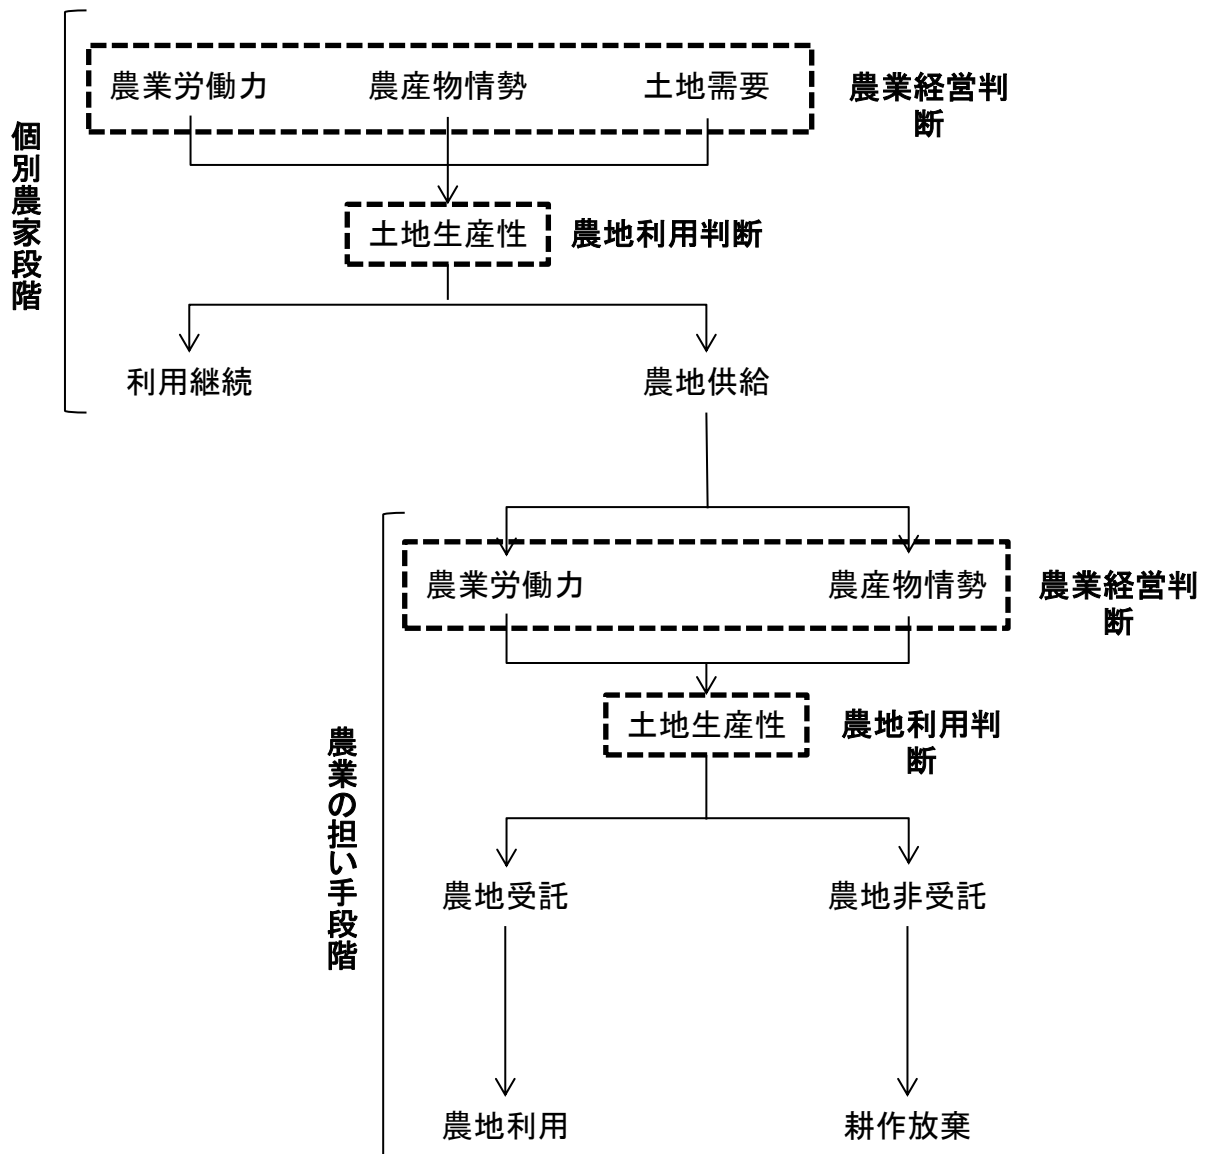 農業労働力
農産物情勢
土地需要
農業経営判
断
個別農家段階
土地生産性
農地利用判断
利用継続
農地供給
農業労働力
農産物情勢
農業経営判
断
土地生産性
農地利用判
断
農業の担い手段階
農地受託
農地非受託
農地利用
耕作放棄